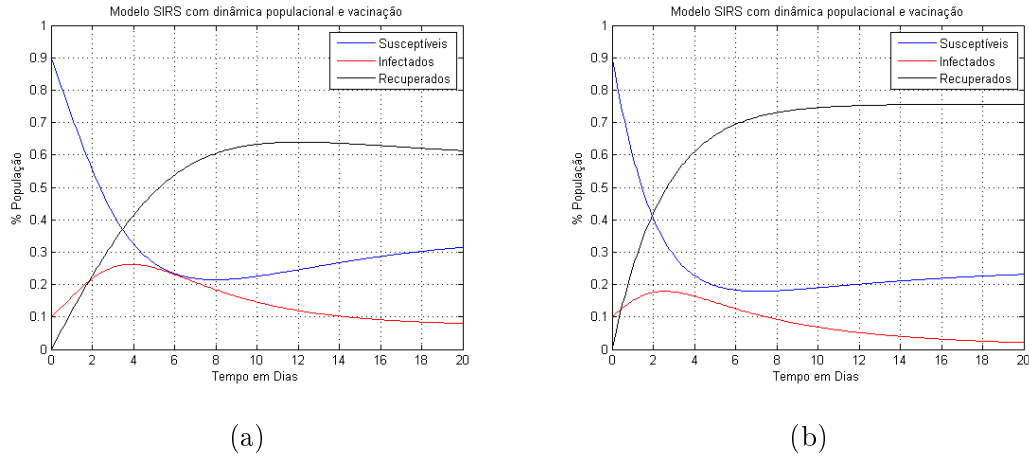 Modelo SIRS com dinâmica populacional e vacinação
1
0.9
0.8
0.7
0.6
0.5
0.4
0.3
0.2
0.1
0
% População
Susceptíveis
Infectados
Recuperados
0 2 4 6 8 10 12 14 16 18 20
Tempo em Dias
(a)
Modelo SIRS com dinâmica populacional e vacinação
1
0.9
0.8
0.7
0.6
0.5
0.4
0.3
0.2
0.1
0
% População
Susceptíveis
Infectados
Recuperados
0 2 4 6 8 10 12 14 16 18 20
Tempo em Dias
(b)